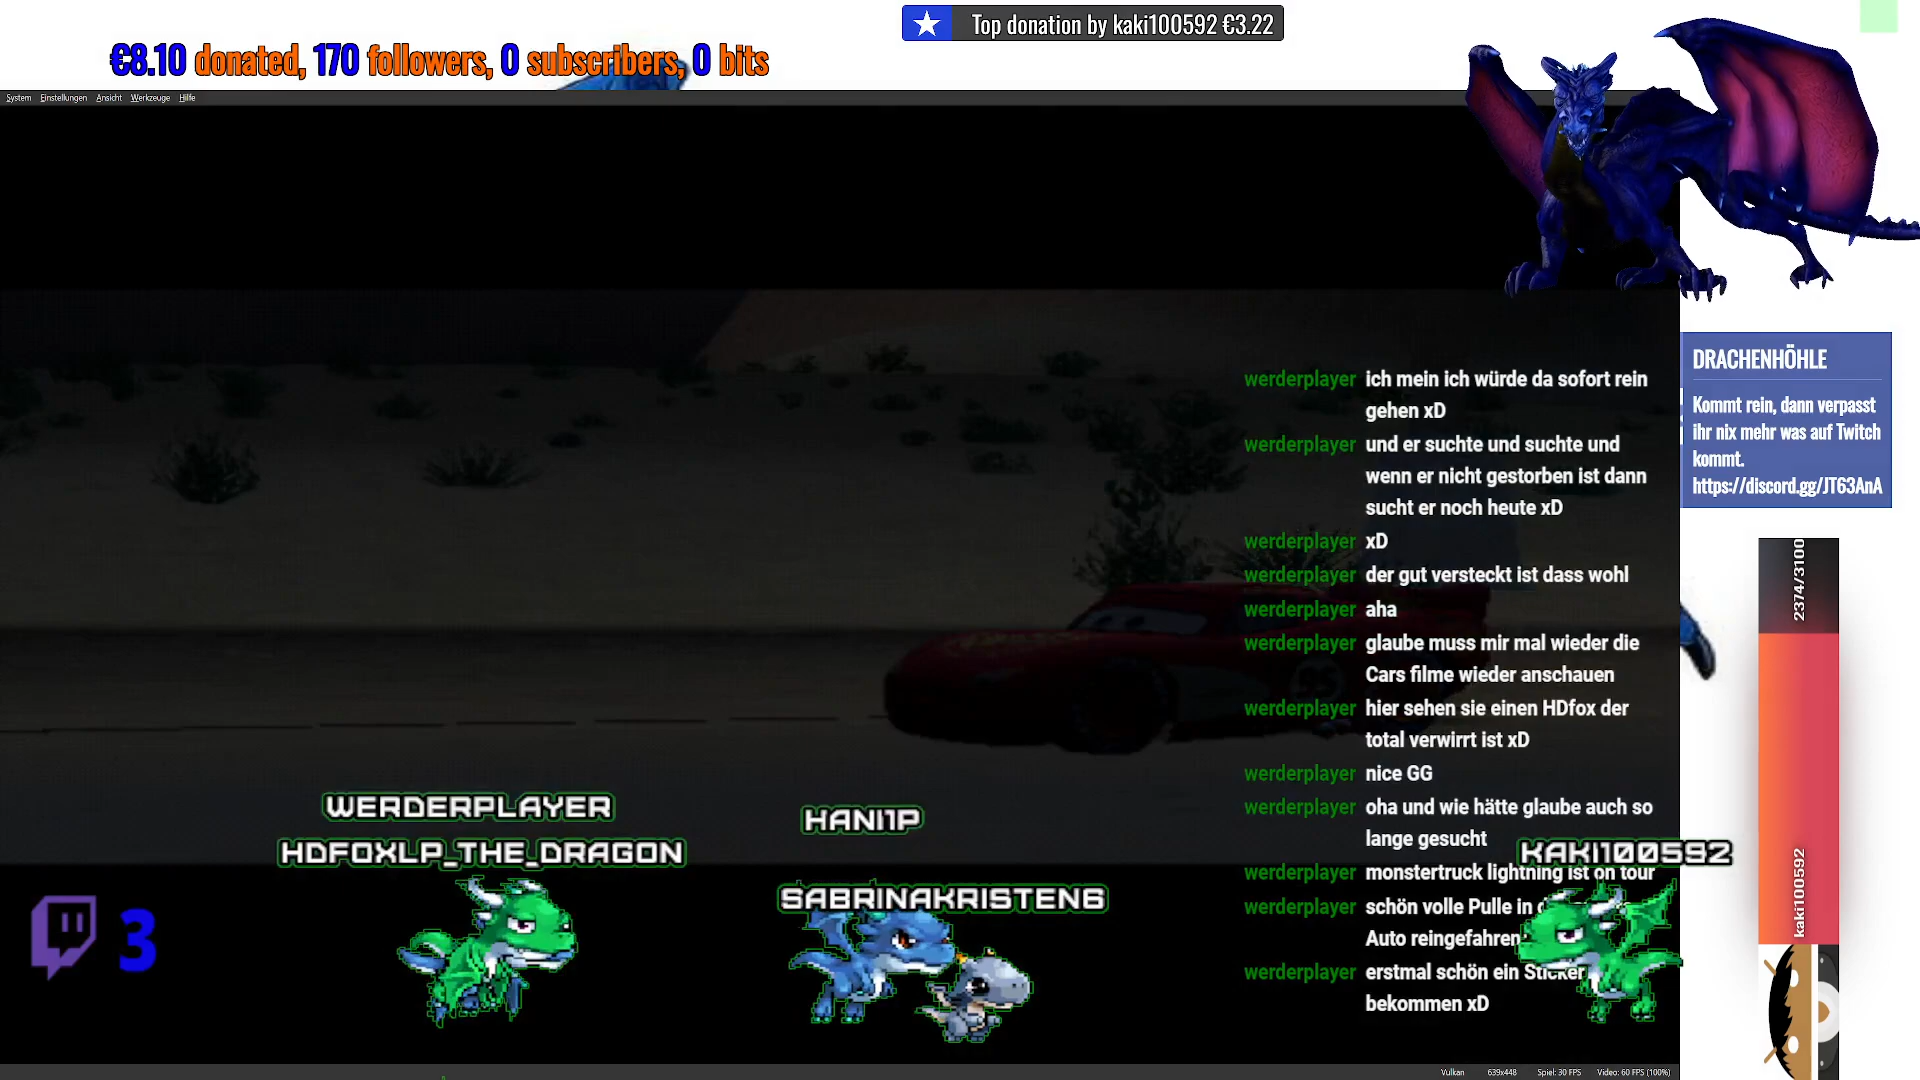 Top donation by kaki100592 €3.22
€8.10 donated, 170 followers, 0 subscribers, 0 bits
System Einstellungen Ansicht Werkzeuge Hilfe
DRACHENHÖHLE
Kommt rein, dann verpasst
ihr nix mehr was auf Twitch
kommt.
https://discord.gg/JT63AnA
werderplayer ich mein ich würde da sofort rein
gehen xD
werderplayer und er suchte und suchte und
wenn er nicht gestorben ist dann
sucht er noch heute xD
werderplayer xD
werderplayer der gut versteckt ist dass wohl
werderplayer aha
werderplayer glaube muss mir mal wieder die
Cars filme wieder anschauen
werderplayer hier sehen sie einen HDfox der
total verwirrt ist xD
werderplayer nice GG
werderplayer oha und wie hätte glaube auch so
lange gesucht
werderplayer monstertruck lightning ist on tour
werderplayer schön volle Pulle in
Auto reingefahren
werderplayer erstmal schön ein Sticker
bekommen xD
95
2374/3100
kaki100592
WERDERPLAYER
HDFOXLP_THE_DRAGON
HANI1P
SABRINAKRISTEN6
KAKI100592
3
Vulkan 639x448 Spiel: 30 FPS Video: 60 FPS (100%)